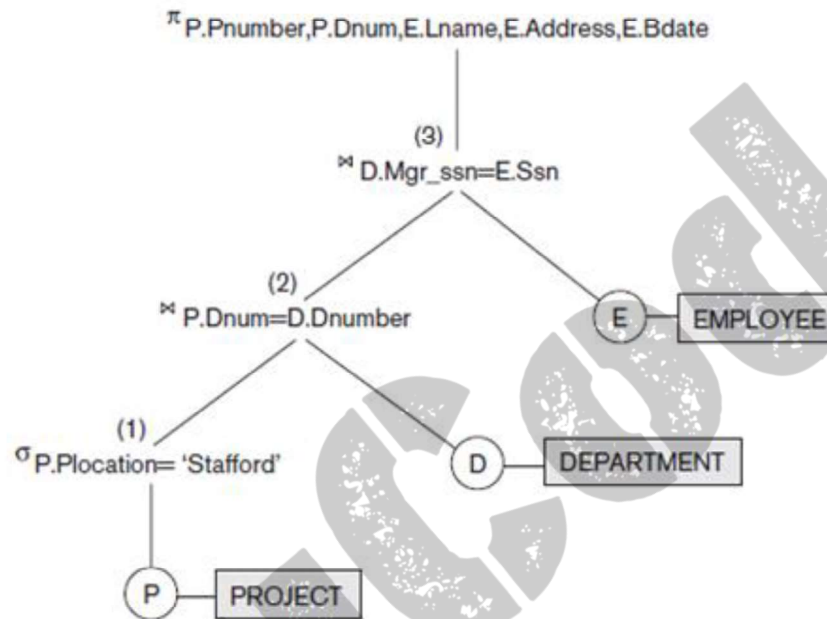 π P.Pnumber,P.Dnum,E.Lname,E.Address,E.Bdate
(3)
⋈ D.Mgr_ssn=E.Ssn
(2)
⋈ P.Dnum=D.Dnumber
E EMPLOYEE
(1)
σ P.Plocation= ‘Stafford’
D DEPARTMENT
P PROJECT